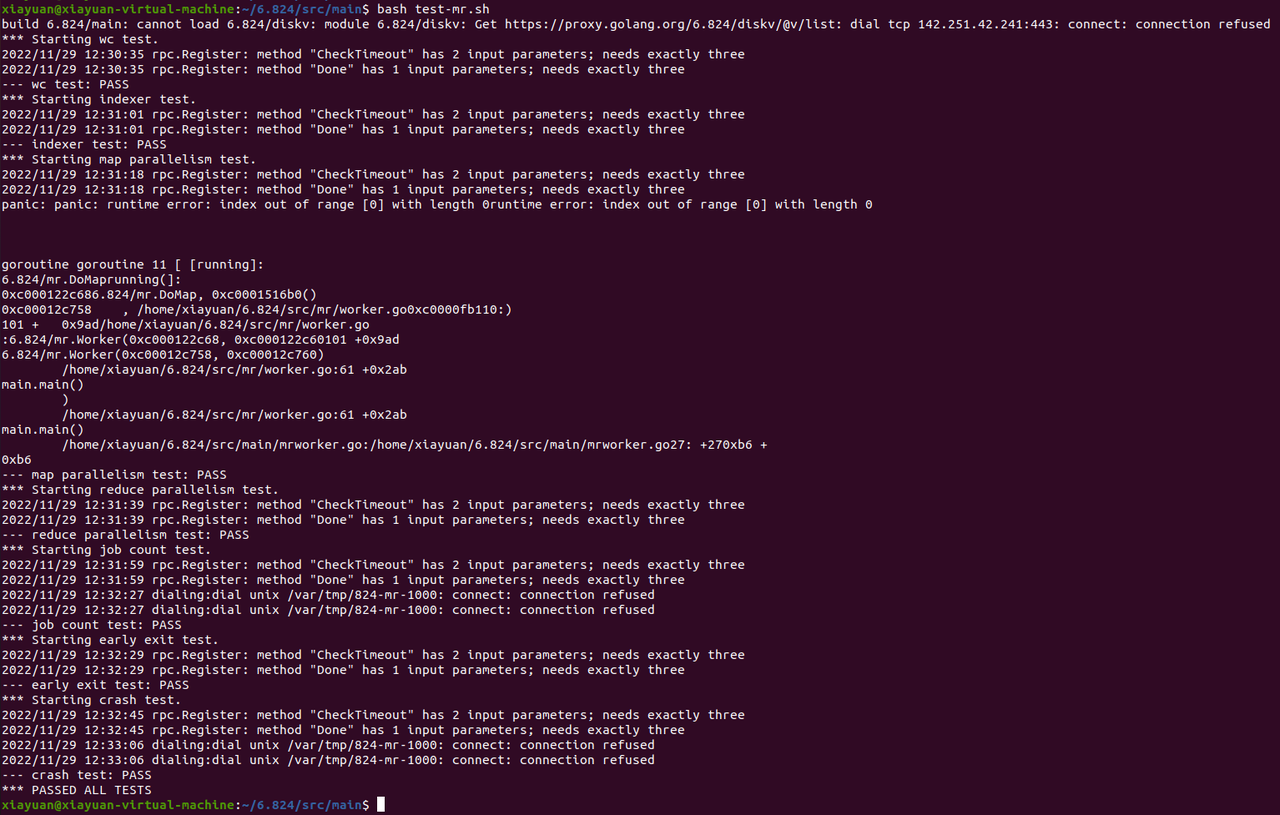 xiayuan@xiayuan-virtual-machine:~/6.824/src/main$ bash test-mr.sh
build 6.824/main: cannot load 6.824/diskv: module 6.824/diskv: Get https://proxy.golang.org/6.824/diskv/@v/list: dial tcp 142.251.42.241:443: connect: connection refused
*** Starting wc test.
2022/11/29 12:30:35 rpc.Register: method "CheckTimeout" has 2 input parameters; needs exactly three
2022/11/29 12:30:35 rpc.Register: method "Done" has 1 input parameters; needs exactly three
--- wc test: PASS
*** Starting indexer test.
2022/11/29 12:31:01 rpc.Register: method "CheckTimeout" has 2 input parameters; needs exactly three
2022/11/29 12:31:01 rpc.Register: method "Done" has 1 input parameters; needs exactly three
--- indexer test: PASS
*** Starting map parallelism test.
2022/11/29 12:31:18 rpc.Register: method "CheckTimeout" has 2 input parameters; needs exactly three
2022/11/29 12:31:18 rpc.Register: method "Done" has 1 input parameters; needs exactly three
panic: panic: runtime error: index out of range [0] with length 0runtime error: index out of range [0] with length 0
goroutine goroutine 11 [ [running]:
6.824/mr.DoMaprunning(]:
0xc000122c686.824/mr.DoMap, 0xc0001516b0()
0xc00012c758    , /home/xiayuan/6.824/src/mr/worker.go0xc0000fb110:)
101 +   0x9ad/home/xiayuan/6.824/src/mr/worker.go
:6.824/mr.Worker(0xc000122c68, 0xc000122c60101 +0x9ad
6.824/mr.Worker(0xc00012c758, 0xc00012c760)
        /home/xiayuan/6.824/src/mr/worker.go:61 +0x2ab
main.main()
        )
        /home/xiayuan/6.824/src/mr/worker.go:61 +0x2ab
main.main()
        /home/xiayuan/6.824/src/main/mrworker.go:/home/xiayuan/6.824/src/main/mrworker.go27: +270xb6 +
0xb6
--- map parallelism test: PASS
*** Starting reduce parallelism test.
2022/11/29 12:31:39 rpc.Register: method "CheckTimeout" has 2 input parameters; needs exactly three
2022/11/29 12:31:39 rpc.Register: method "Done" has 1 input parameters; needs exactly three
--- reduce parallelism test: PASS
*** Starting job count test.
2022/11/29 12:31:59 rpc.Register: method "CheckTimeout" has 2 input parameters; needs exactly three
2022/11/29 12:31:59 rpc.Register: method "Done" has 1 input parameters; needs exactly three
2022/11/29 12:32:27 dialing:dial unix /var/tmp/824-mr-1000: connect: connection refused
2022/11/29 12:32:27 dialing:dial unix /var/tmp/824-mr-1000: connect: connection refused
--- job count test: PASS
*** Starting early exit test.
2022/11/29 12:32:29 rpc.Register: method "CheckTimeout" has 2 input parameters; needs exactly three
2022/11/29 12:32:29 rpc.Register: method "Done" has 1 input parameters; needs exactly three
--- early exit test: PASS
*** Starting crash test.
2022/11/29 12:32:45 rpc.Register: method "CheckTimeout" has 2 input parameters; needs exactly three
2022/11/29 12:32:45 rpc.Register: method "Done" has 1 input parameters; needs exactly three
2022/11/29 12:33:06 dialing:dial unix /var/tmp/824-mr-1000: connect: connection refused
2022/11/29 12:33:06 dialing:dial unix /var/tmp/824-mr-1000: connect: connection refused
--- crash test: PASS
*** PASSED ALL TESTS
xiayuan@xiayuan-virtual-machine:~/6.824/src/main$